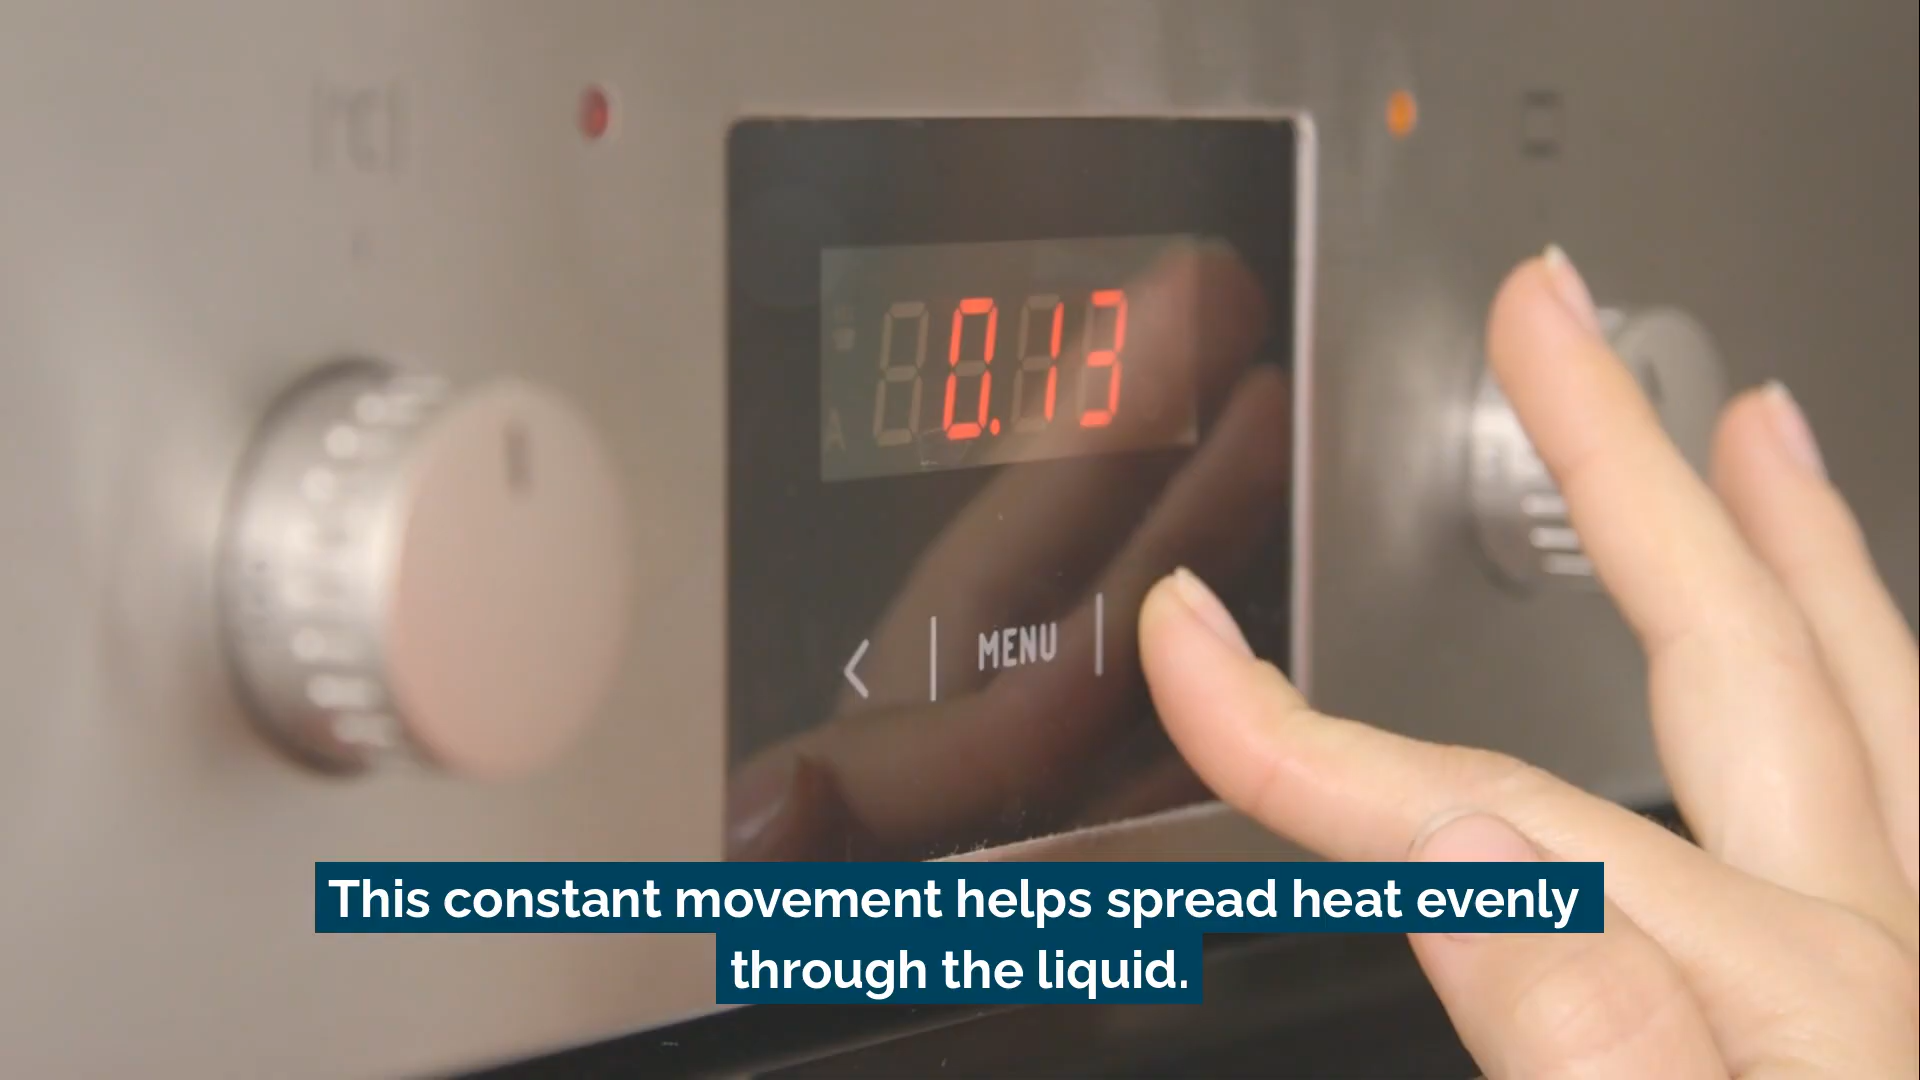 0.13
< | MENU |
This constant movement helps spread heat evenly
through the liquid.